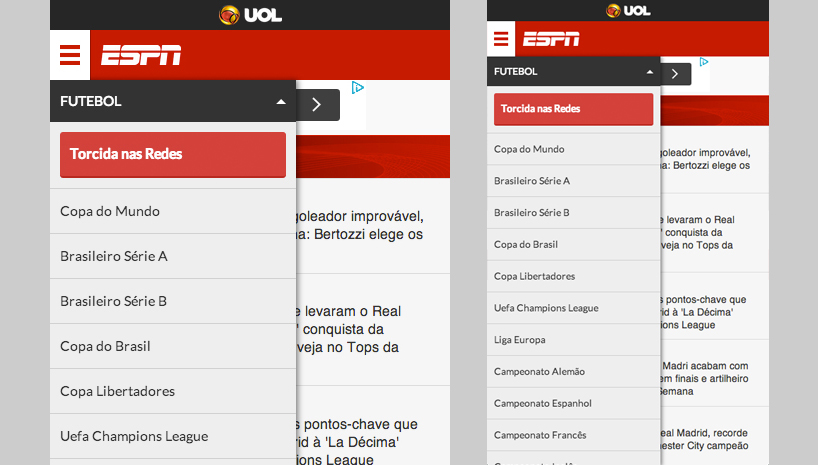 UOL
ESPN
FUTEBOL
Torcida nas Redes
Copa do Mundo
Brasileiro Série A
Brasileiro Série B
Copa do Brasil
Copa Libertadores
Uefa Champions League
goleador improvável,
na: Bertozzi elege os
e levaram o Real
" conquista da
veja no Tops da
s pontos-chave que
rid à 'La Décima'
ions League
UOL
ESPN
FUTEBOL
Torcida nas Redes
Copa do Mundo
Brasileiro Série A
Brasileiro Série B
Copa do Brasil
Copa Libertadores
Uefa Champions League
Liga Europa
Campeonato Alemão
Campeonato Espanhol
Campeonato Francês
goleador improvável,
na: Bertozzi elege os
e levaram o Real
" conquista da
veja no Tops da
s pontos-chave que
rid à 'La Décima'
ions League
Madri acabam com
em finais e artilheiro
Semana
eal Madrid, recorde
hester City campeão